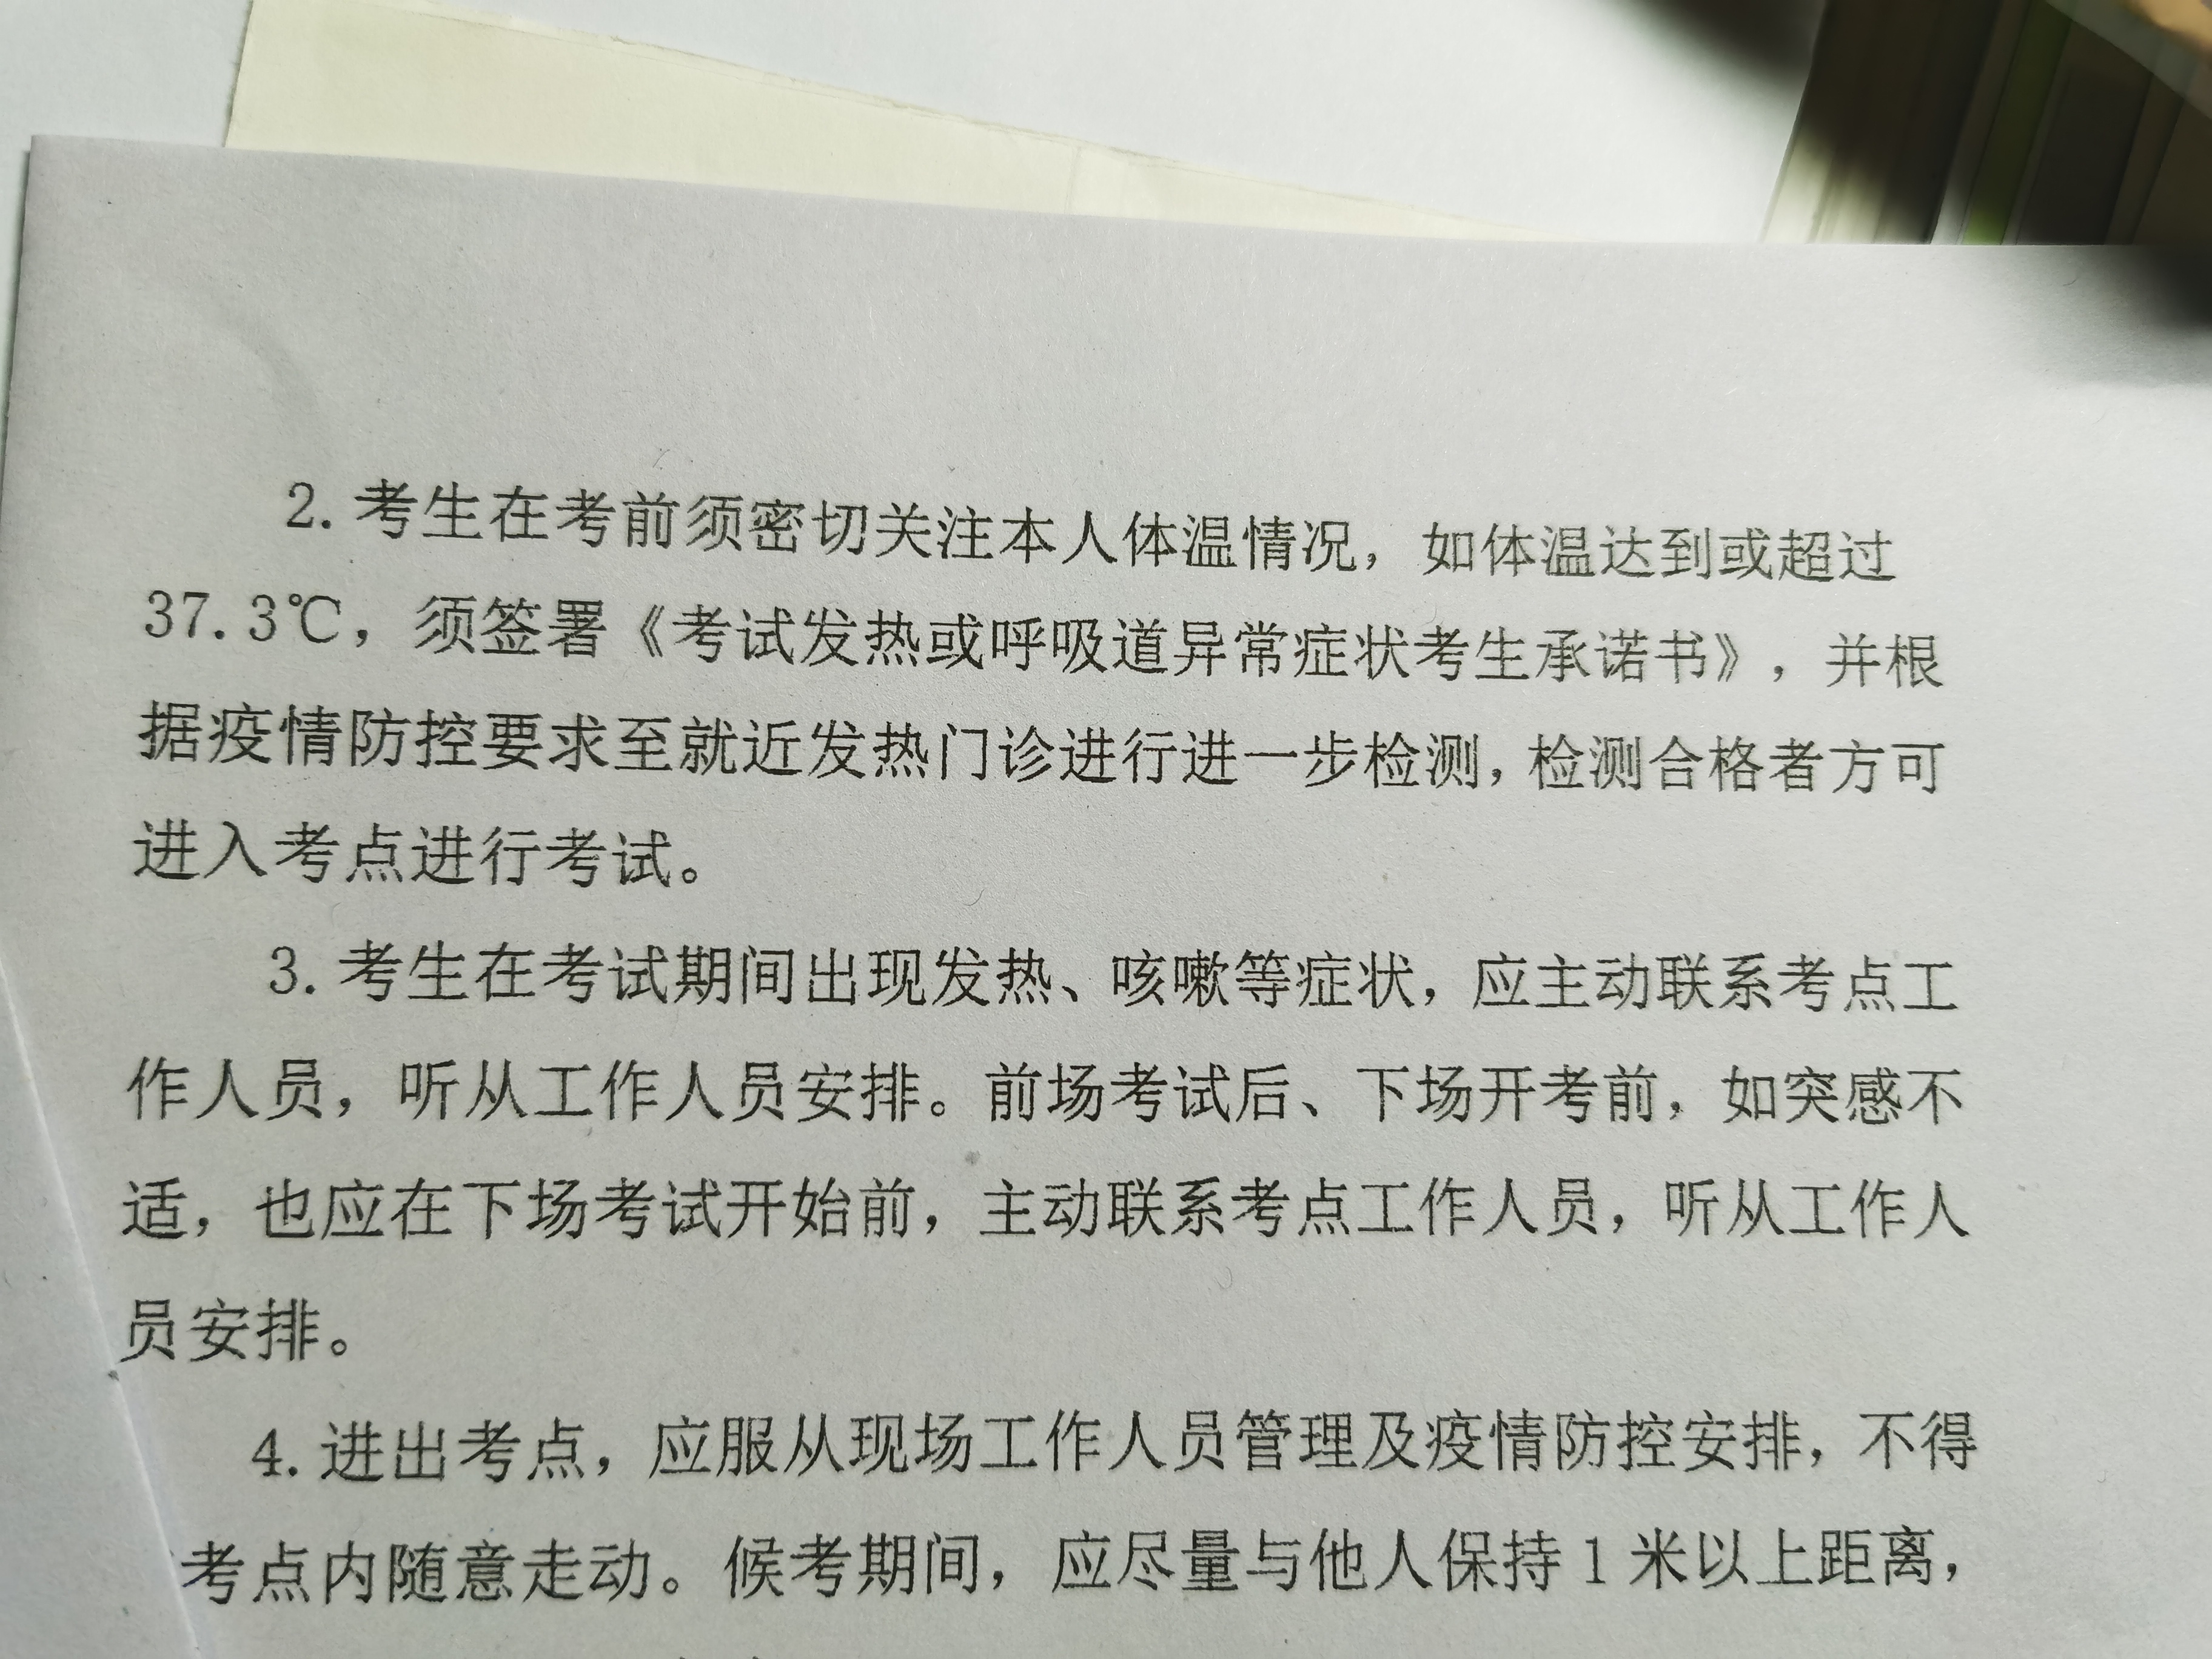 2. 考生在考前须密切关注本人体温情况，如体温达到或超过
37.3℃，须签署《考试发热或呼吸道异常症状考生承诺书》，并根
据疫情防控要求至就近发热门诊进行进一步检测，检测合格者方可
进入考点进行考试。
3. 考生在考试期间出现发热、咳嗽等症状，应主动联系考点工
作人员，听从工作人员安排。前场考试后、下场开考前，如突感不
适，也应在下场考试开始前，主动联系考点工作人员，听从工作人
员安排。
4. 进出考点，应服从现场工作人员管理及疫情防控安排，不得
考点内随意走动。候考期间，应尽量与他人保持1米以上距离，